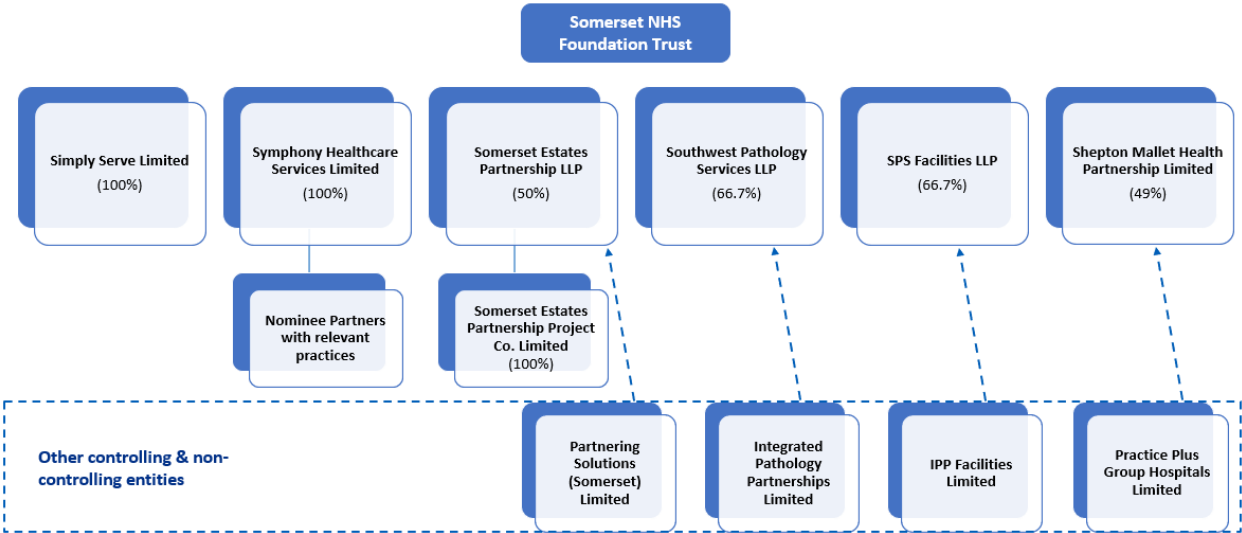 Somerset NHS
Foundation Trust
Simply Serve Limited
(100%)
Symphony Healthcare
Services Limited
(100%)
Somerset Estates
Partnership LLP
(50%)
Southwest Pathology
Services LLP
(66.7%)
SPS Facilities LLP
(66.7%)
Shepton Mallet Health
Partnership Limited
(49%)
Nominee Partners
with relevant
practices
Somerset Estates
Partnership Project
Co. Limited
(100%)
Other controlling & non-
controlling entities
Partnering
Solutions
(Somerset)
Limited
Integrated
Pathology
Partnerships
Limited
IPP Facilities
Limited
Practice Plus
Group Hospitals
Limited